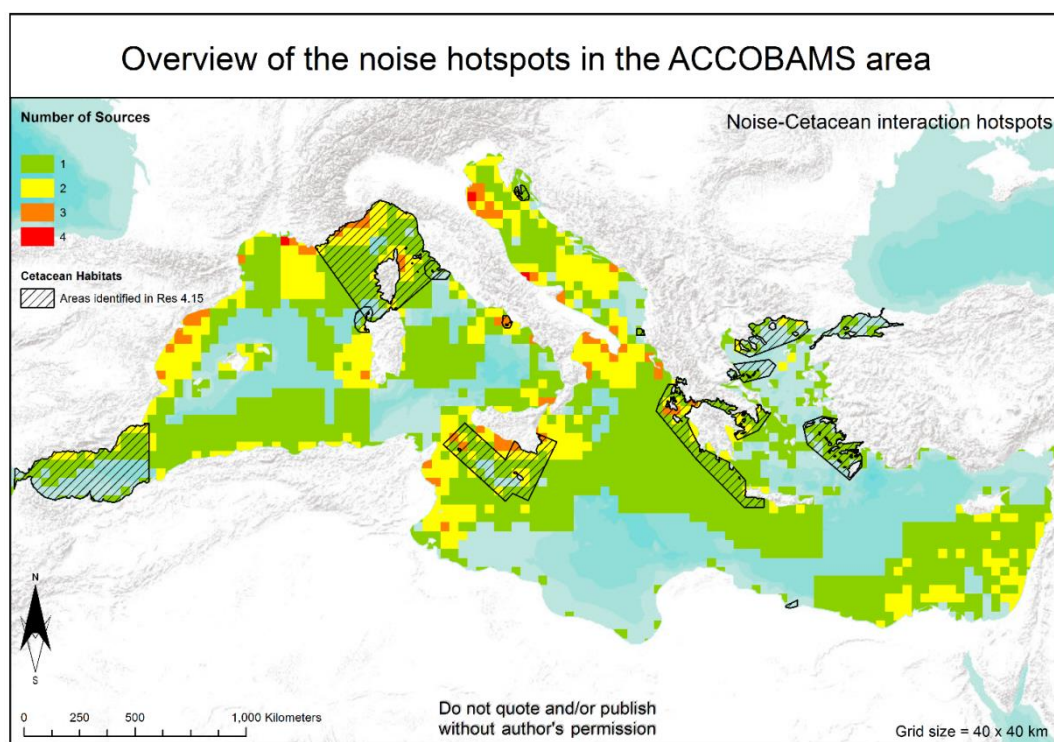 Overview of the noise hotspots in the ACCOBAMS area
Number of Sources
Noise-Cetacean interaction hotspots
1
2
3
4
Cetacean Habitats
Areas identified in Res 4.15
N
S
0 250 500 1,000 Kilometers
Do not quote and/or publish
without author's permission
Grid size = 40 x 40 km